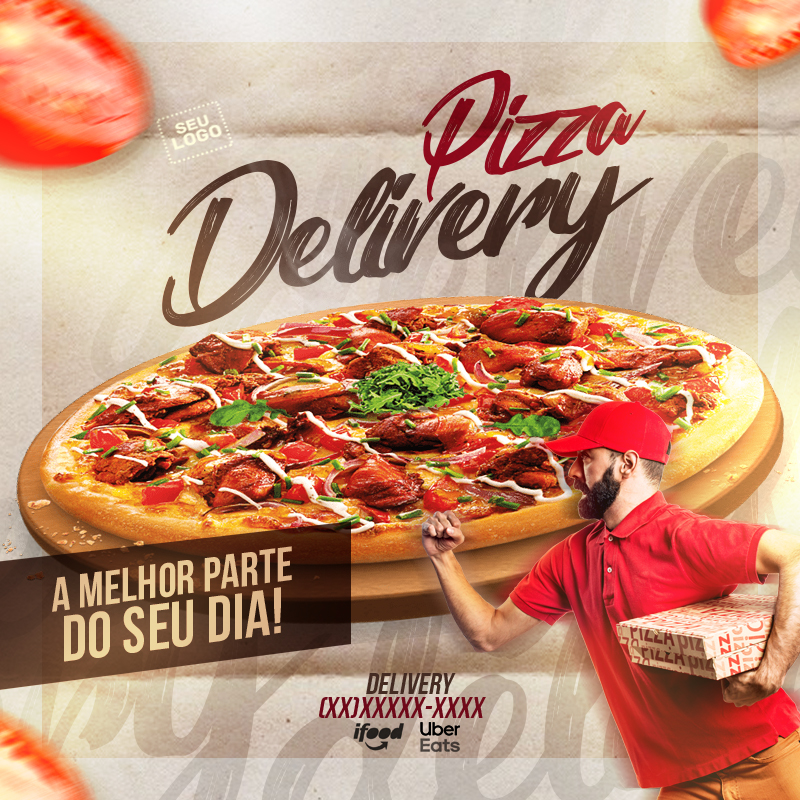 SEU
LOGO
Pizza
Delivery
A MELHOR PARTE
DO SEU DIA!
DELIVERY
(XX)XXXXX-XXXX
ifood
Uber
Eats